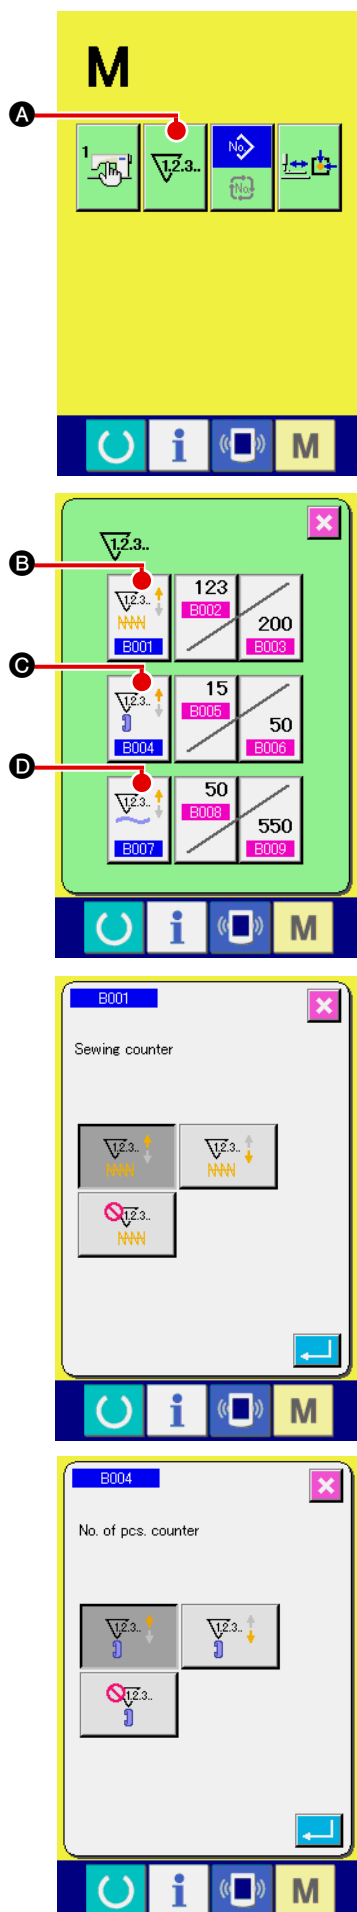 M
A
1
1.2.3..
No.
No.
i
M
1.2.3..
B
1.2.3..
B001
123
B002
200
B003
C
1.2.3..
B004
15
B005
50
B006
D
1.2.3..
B007
50
B008
550
B009
i
M
B001
Sewing counter
1.2.3..
1.2.3..
1.2.3..
i
M
B004
No. of pcs. counter
1.2.3..
1.2.3..
1.2.3..
i
M